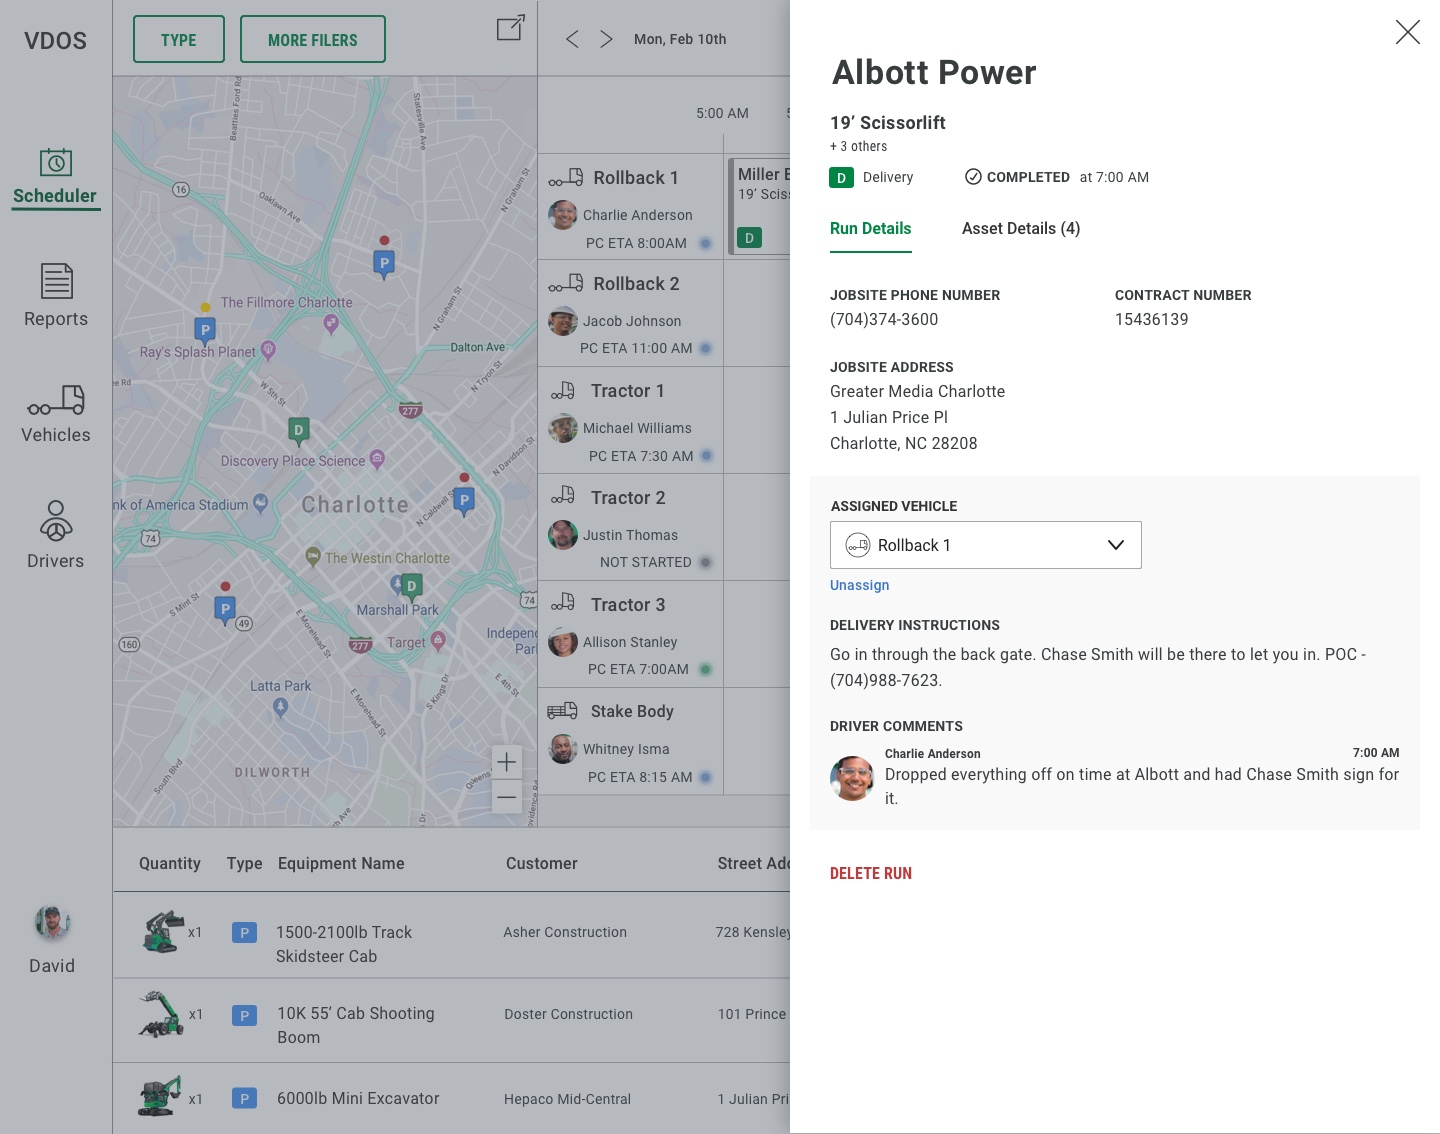 VDOS
Scheduler
Reports
Vehicles
Drivers
David
TYPE
MORE FILERS
Beatties Ford Rd
Statesville Ave
16
Oaklawn Ave
N Graham St
P
The Fillmore Charlotte
P
Ray's Splash Planet
N Graham St
Dalton Ave
ee Rd
W 5th St
N Tryon St
277
D
Discovery Place Science
N Davidson St
nk of America Stadium
Charlotte
N Caldwell St
P
74
The Westin Charlotte
D
Marshall Park
74
S Mint St
P
49
E Morehead St
160
277
Target
Independ
Parl
Latta Park
E Morehead St
S Kings Dr
E 4th St
South Blvd
DILWORTH
Queens
ovidence R
th Ave
Dr
Mon, Feb 10th
5:00 AM
5
Rollback 1
Charlie Anderson
PC ETA 8:00AM
Miller E
19’ Sciss
D
Rollback 2
Jacob Johnson
PC ETA 11:00 AM
Tractor 1
Michael Williams
PC ETA 7:30 AM
Tractor 2
Justin Thomas
NOT STARTED
Tractor 3
Allison Stanley
PC ETA 7:00AM
Stake Body
Whitney Isma
PC ETA 8:15 AM
Quantity Type Equipment Name Customer Street Add
x1 P 1500-2100lb Track Asher Construction 728 Kensley
Skidsteer Cab
x1 P 10K 55’ Cab Shooting Doster Construction 101 Prince
Boom
x1 P 6000lb Mini Excavator Hepaco Mid-Central 1 Julian Pri
Albott Power
19’ Scissorlift
+ 3 others
D Delivery COMPLETED at 7:00 AM
Run Details Asset Details (4)
JOBSITE PHONE NUMBER CONTRACT NUMBER
(704)374-3600 15436139
JOBSITE ADDRESS
Greater Media Charlotte
1 Julian Price Pl
Charlotte, NC 28208
ASSIGNED VEHICLE
Rollback 1
Unassign
DELIVERY INSTRUCTIONS
Go in through the back gate. Chase Smith will be there to let you in. POC -
(704)988-7623.
DRIVER COMMENTS
Charlie Anderson 7:00 AM
Dropped everything off on time at Albott and had Chase Smith sign for
it.
DELETE RUN